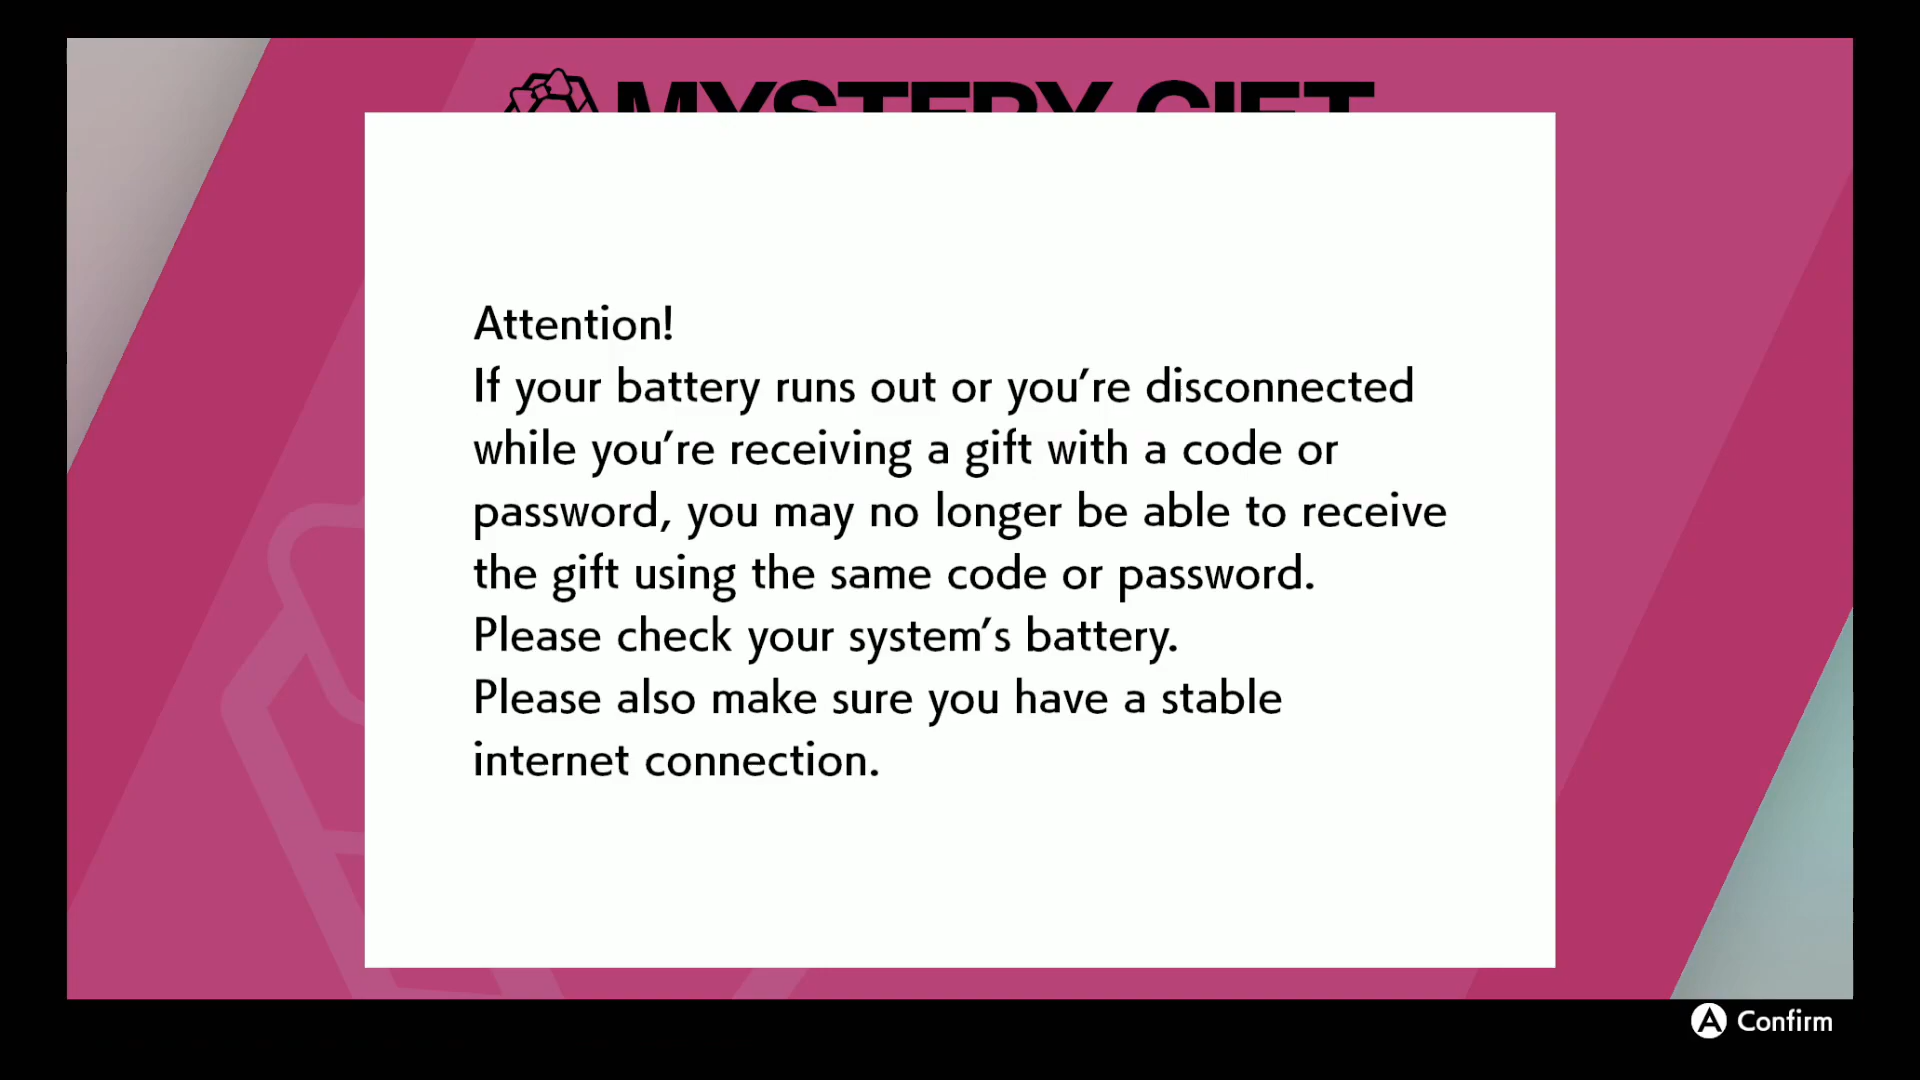 MYSTERY GIFT
Attention!
If your battery runs out or you’re disconnected
while you’re receiving a gift with a code or
password, you may no longer be able to receive
the gift using the same code or password.
Please check your system’s battery.
Please also make sure you have a stable
internet connection.
A Confirm